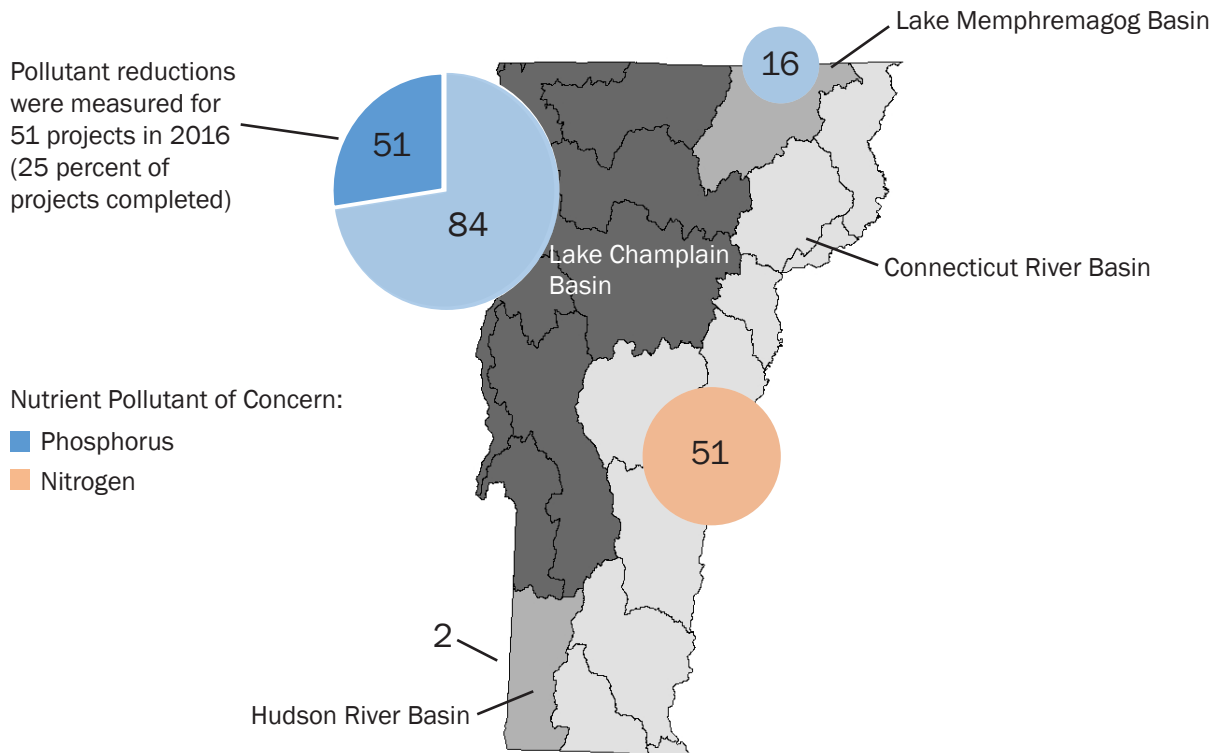 Lake Memphremagog Basin
16
Pollutant reductions
were measured for
51 projects in 2016
(25 percent of
projects completed)
51
84
Lake Champlain
Basin
Connecticut River Basin
Nutrient Pollutant of Concern:
Phosphorus
Nitrogen
51
2
Hudson River Basin